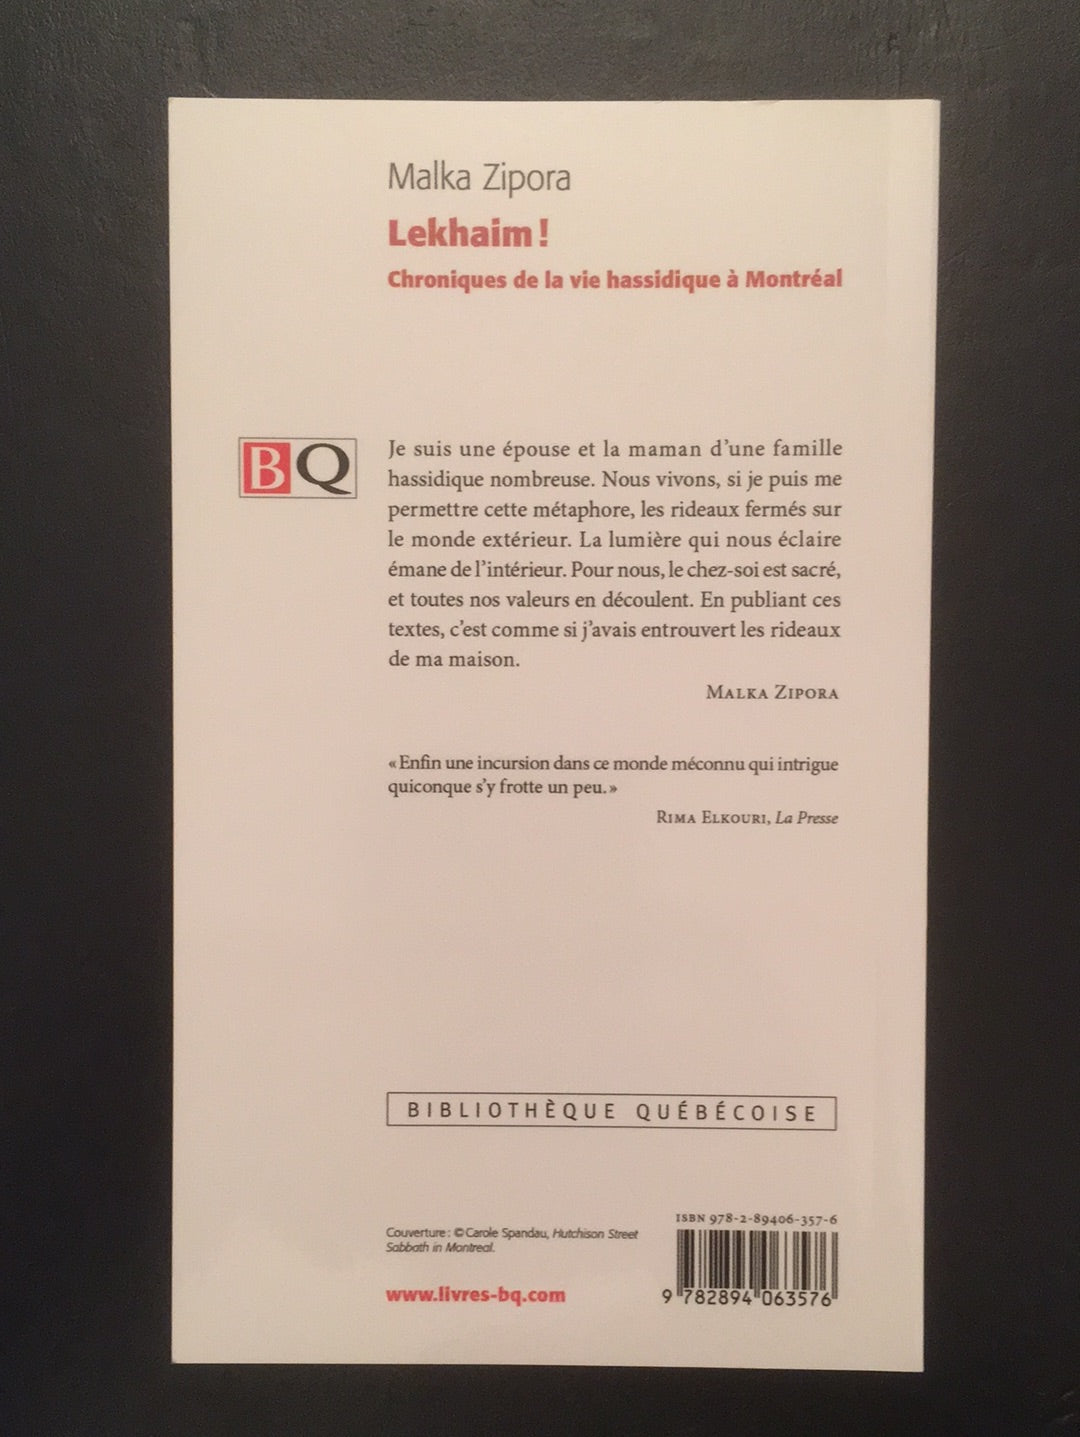 Malka Zipora
Lekhaim !
Chroniques de la vie hassidique à Montréal
BQ
Je suis une épouse et la maman d'une famille
hassidique nombreuse. Nous vivons, si je puis me
permettre cette métaphore, les rideaux fermés sur
le monde extérieur. La lumière qui nous éclaire
émane de l'intérieur. Pour nous, le chez-soi est sacré,
et toutes nos valeurs en découlent. En publiant ces
textes, c'est comme si j'avais entrouvert les rideaux
de ma maison.
MALKA ZIPORA
« Enfin une incursion dans ce monde méconnu qui intrigue
quiconque s'y frotte un peu. »
RIMA ELKOURI, La Presse
BIBLIOTHÈQUE QUÉBÉCOISE
Couverture : © Carole Spandau, Hutchison Street
Sabbath in Montreal.
www.livres-bq.com
ISBN 978-2-89406-357-6
9 782894 063576